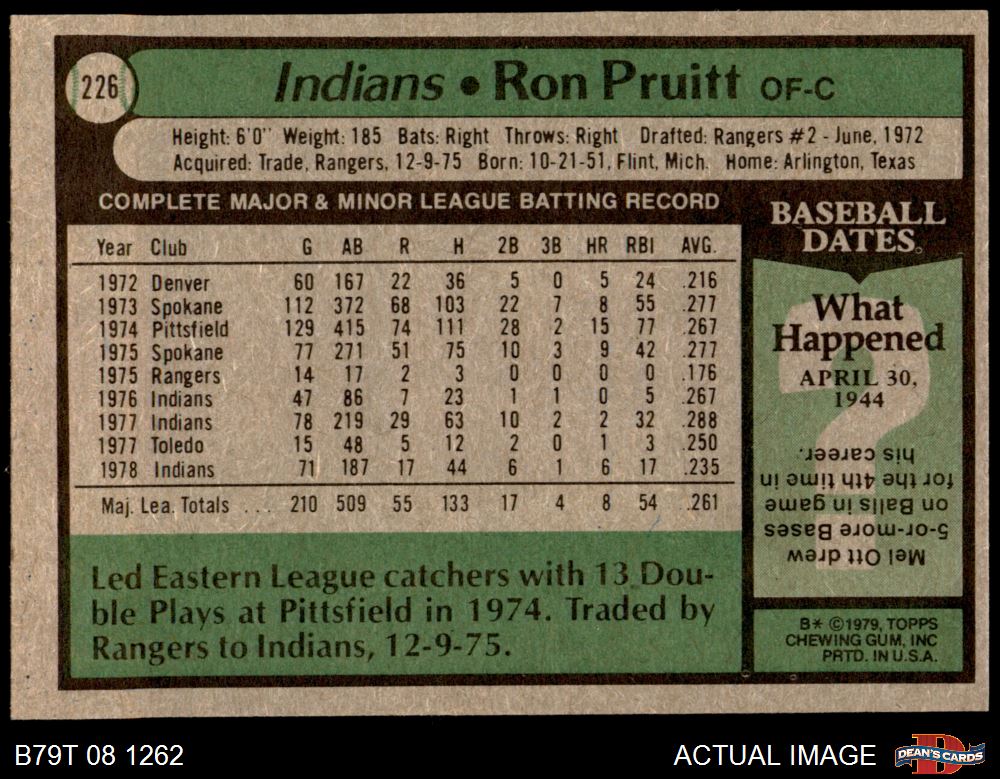 226
Indians • Ron Pruitt OF-C
Height: 6'0" Weight: 185 Bats: Right Throws: Right Drafted: Rangers #2 - June, 1972
Acquired: Trade, Rangers, 12-9-75 Born: 10-21-51, Flint, Mich. Home: Arlington, Texas
COMPLETE MAJOR & MINOR LEAGUE BATTING RECORD
Year Club G AB R H 2B 3B HR RBI AVG.
1972 Denver 60 167 22 36 5 0 5 24 .216
1973 Spokane 112 372 68 103 22 7 8 55 .277
1974 Pittsfield 129 415 74 111 28 2 15 77 .267
1975 Spokane 77 271 51 75 10 3 9 42 .277
1975 Rangers 14 17 2 3 0 0 0 0 .176
1976 Indians 47 86 7 23 1 1 0 5 .267
1977 Indians 78 219 29 63 10 2 2 32 .288
1977 Toledo 15 48 5 12 2 0 1 3 .250
1978 Indians 71 187 17 44 6 1 6 17 .235
Maj. Lea. Totals ... 210 509 55 133 17 4 8 54 .261
Led Eastern League catchers with 13 Dou-
ble Plays at Pittsfield in 1974. Traded by
Rangers to Indians, 12-9-75.
BASEBALL
DATES.
What
Happened
APRIL 30,
1944
Mel Ott drew
5-or-more Bases
on Balls in game
for the 4th time in
his career.
B* ©1979, TOPPS
CHEWING GUM, INC
PRTD. IN U.S.A.
B79T 08 1262
ACTUAL IMAGE
DEAN'S CARDS